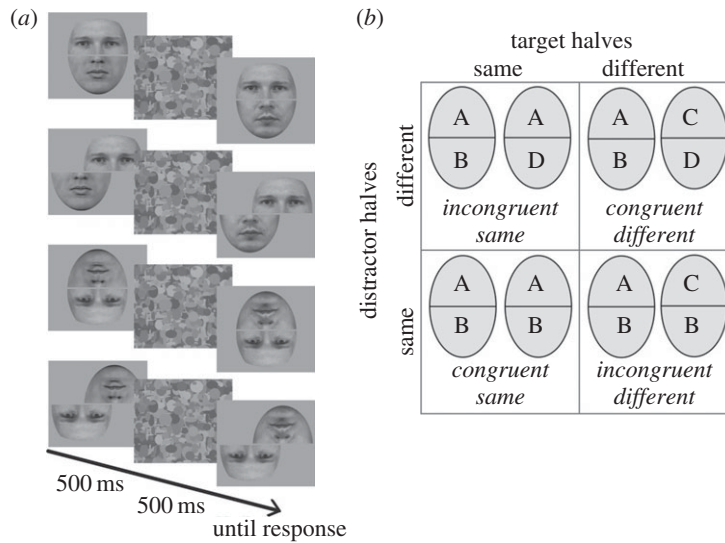 (a)
500 ms
500 ms
until response
(b)
target halves
same different
distractor halves
different
same
A A A C
B D B D
incongruent congruent
same different
A A A C
B B B B
congruent incongruent
same different